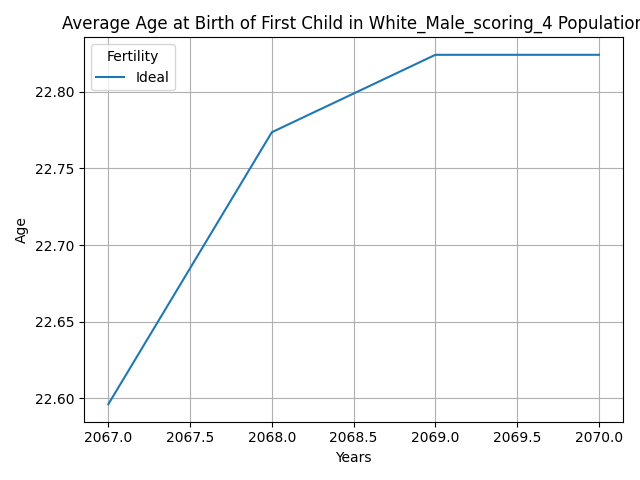 Average Age at Birth of First Child in White_Male_scoring_4 Population
Fertility
Ideal
22.80
22.75
22.70
22.65
22.60
Age
2067.0 2067.5 2068.0 2068.5 2069.0 2069.5 2070.0
Years